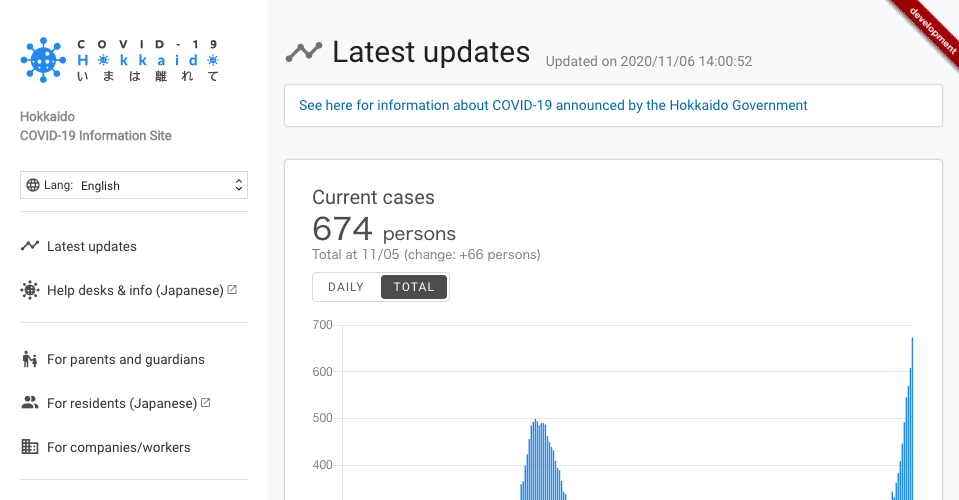 COVID-19
Hokkaido
いまは離れて
Hokkaido
COVID-19 Information Site
Lang: English
Latest updates
Help desks & info (Japanese)
For parents and guardians
For residents (Japanese)
For companies/workers
development
Latest updates
Updated on 2020/11/06 14:00:52
See here for information about COVID-19 announced by the Hokkaido Government
Current cases
674 persons
Total at 11/05 (change: +66 persons)
DAILY TOTAL
700
600
500
400